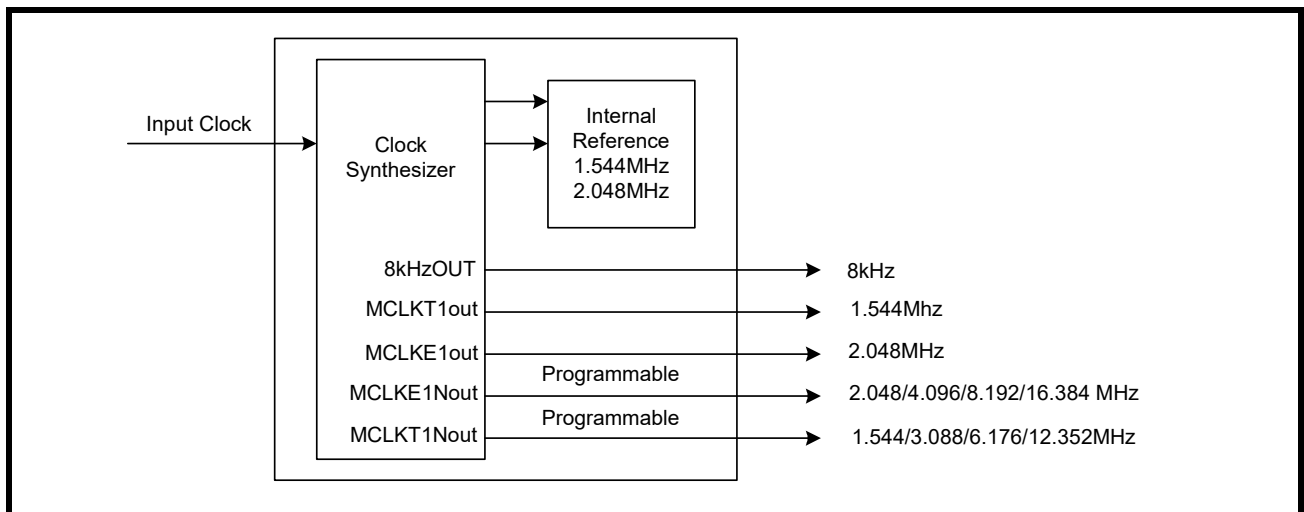 Input Clock
Clock
Synthesizer
Internal
Reference
1.544MHz
2.048MHz
8kHzOUT
8kHz
MCLKT1out
1.544Mhz
MCLKE1out
2.048MHz
Programmable
MCLKE1Nout
2.048/4.096/8.192/16.384 MHz
Programmable
MCLKT1Nout
1.544/3.088/6.176/12.352MHz